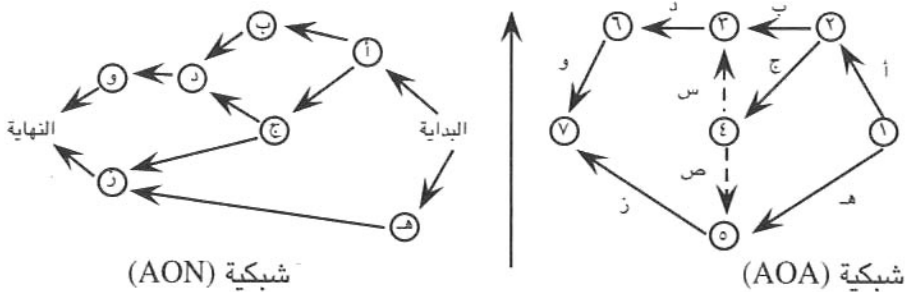 ٦ د ٣ ب ٢
و س ج أ
٧ ٤ ١
ز ص هـ
٥
شبكية (AOA)
ب
أ
و د
النهاية ج البداية
ز
هـ
شبكية (AON)